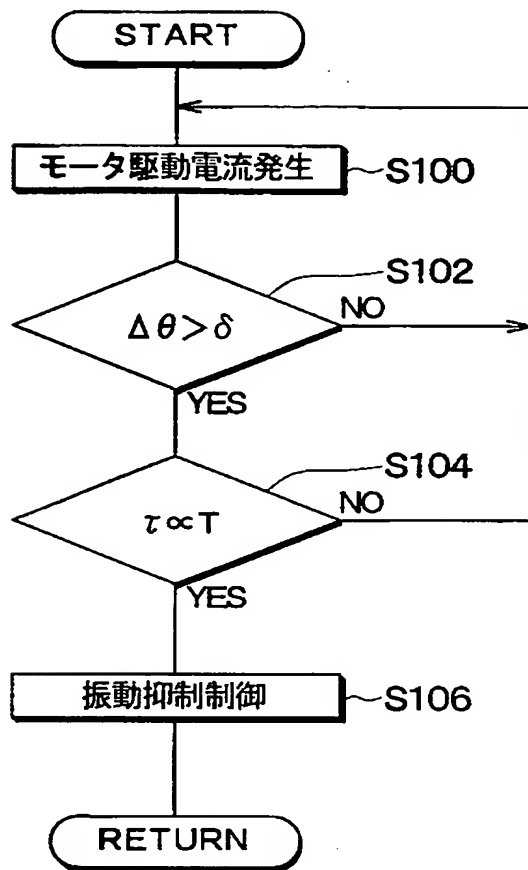 START
モータ駆動電流発生
S100
S102
Δθ>δ
NO
YES
S104
τ∝T
NO
YES
振動抑制制御
S106
RETURN